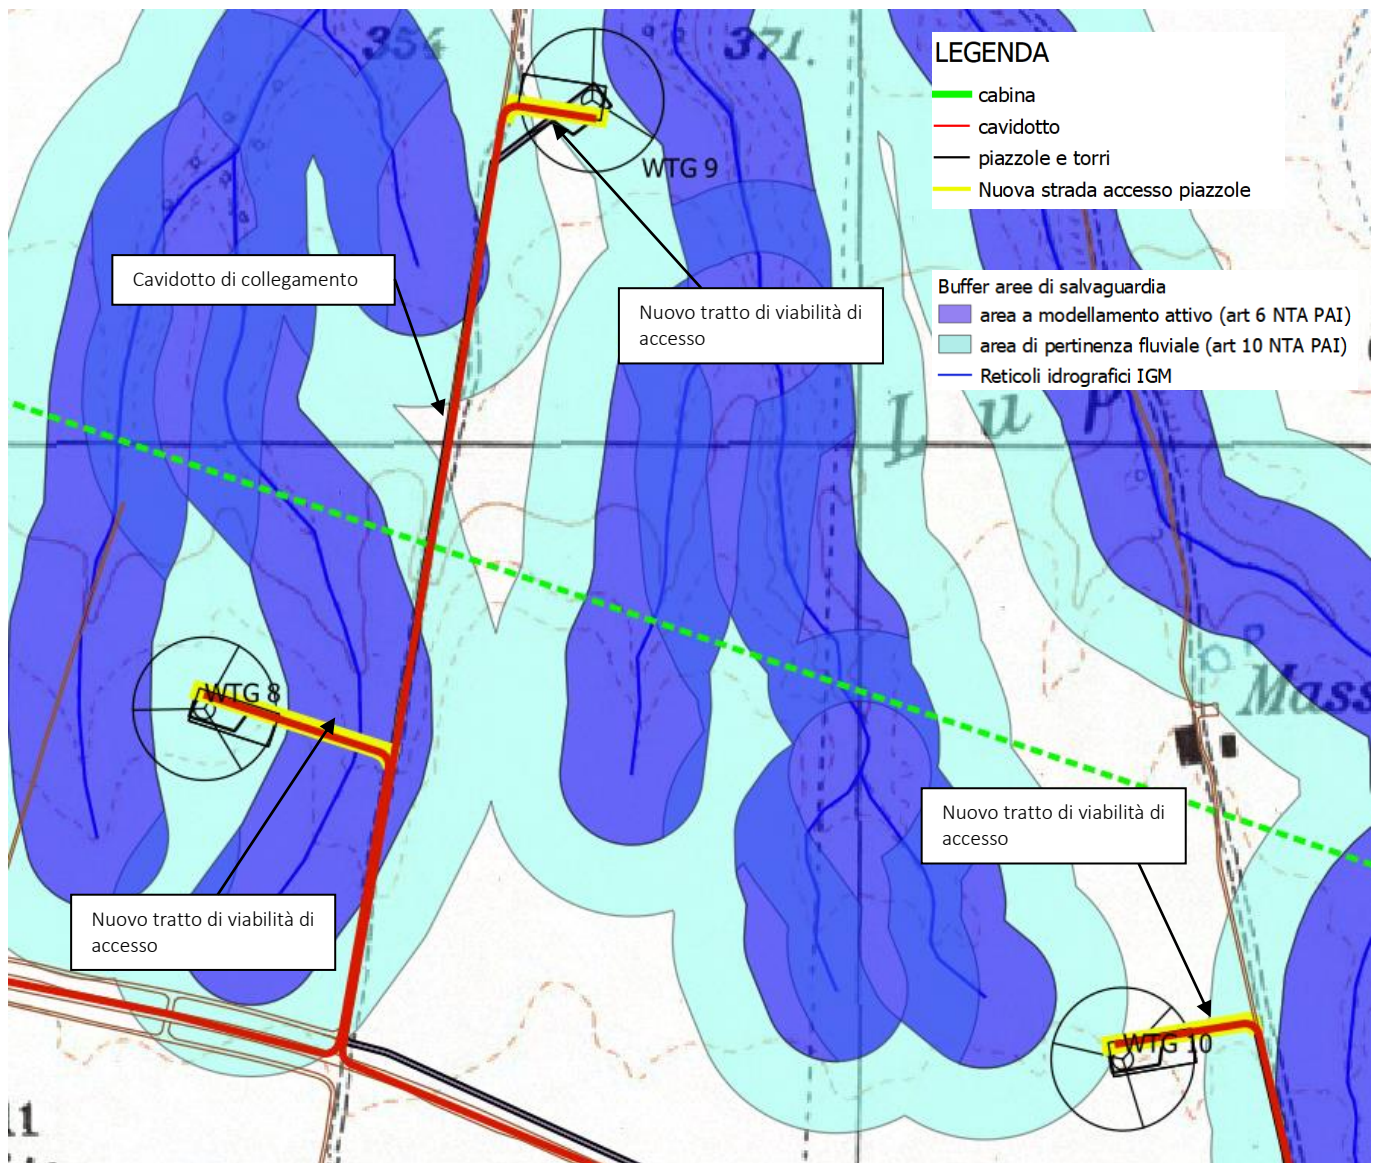 354
371.
LEGENDA
cabina
cavidotto
piazzole e torri
Nuova strada accesso piazzole
WTG 9
Cavidotto di collegamento
Nuovo tratto di viabilità di
accesso
Buffer aree di salvaguardia
area a modellamento attivo (art 6 NTA PAI)
area di pertinenza fluviale (art 10 NTA PAI)
Reticoli idrografici IGM
L u p
WTG 8
P
Mass
Nuovo tratto di viabilità di
accesso
Nuovo tratto di viabilità di
accesso
WTG 10
11